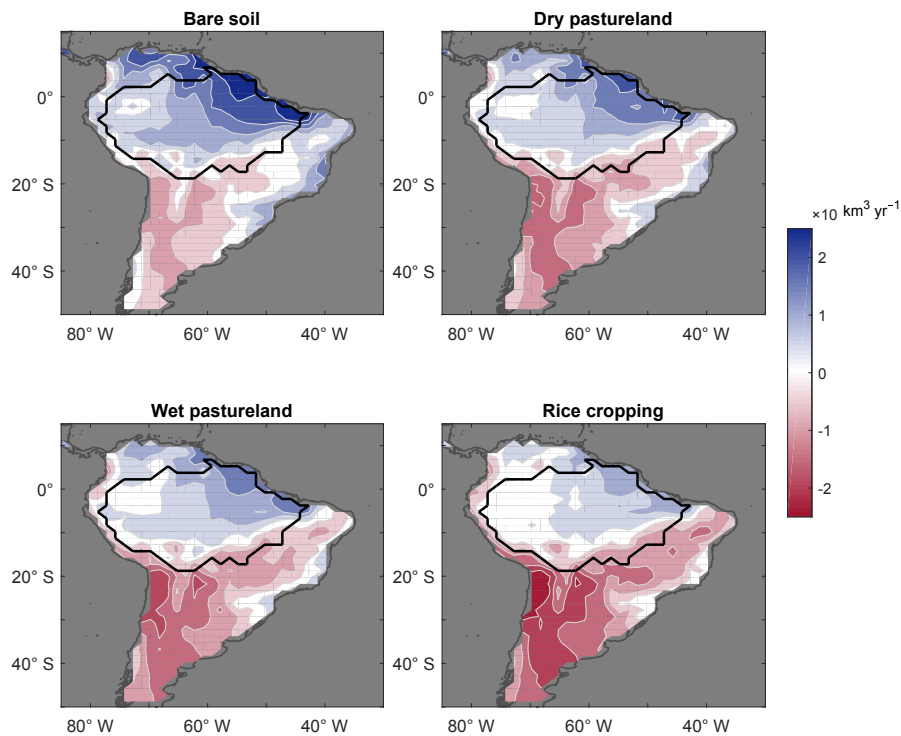 Bare soil
Dry pastureland
0°
20° S
40° S
80° W
60° W
40° W
0°
20° S
40° S
80° W
60° W
40° W
×10 km³ yr⁻¹
2
1
0
-1
-2
Wet pastureland
Rice cropping
0°
20° S
40° S
80° W
60° W
40° W
0°
20° S
40° S
80° W
60° W
40° W